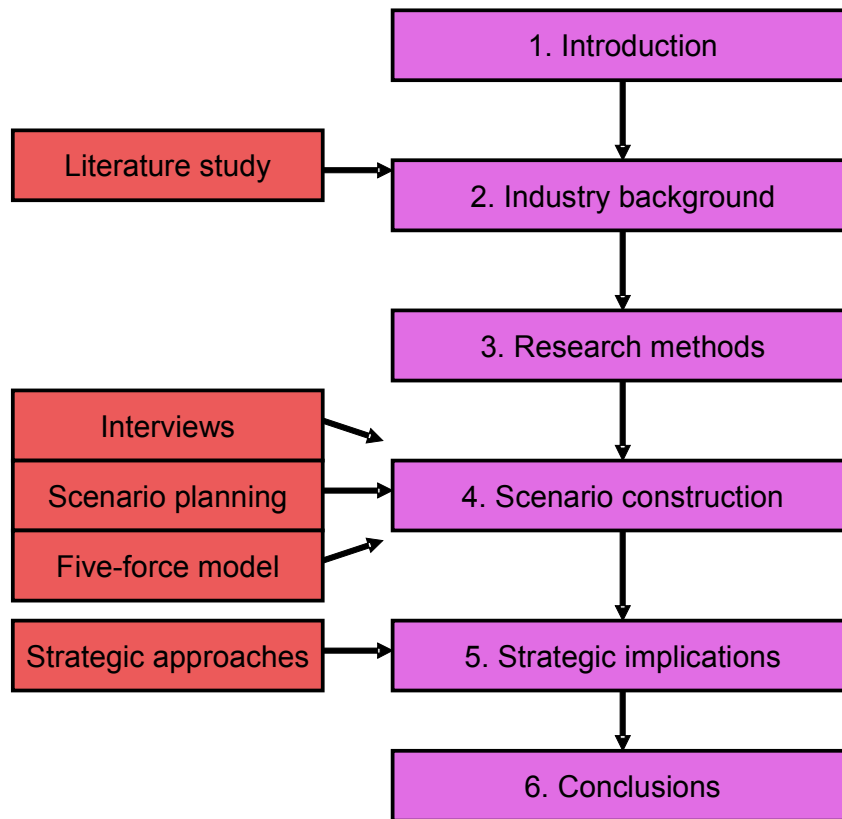 1. Introduction
Literature study
2. Industry background
3. Research methods
Interviews
Scenario planning
4. Scenario construction
Five-force model
Strategic approaches
5. Strategic implications
6. Conclusions